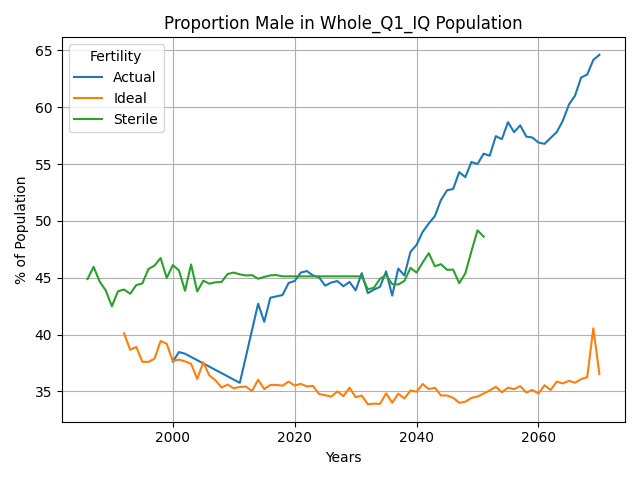 Proportion Male in Whole_Q1_IQ Population
Fertility
Actual
Ideal
Sterile
% of Population
65
60
55
50
45
40
35
2000
2020
2040
2060
Years